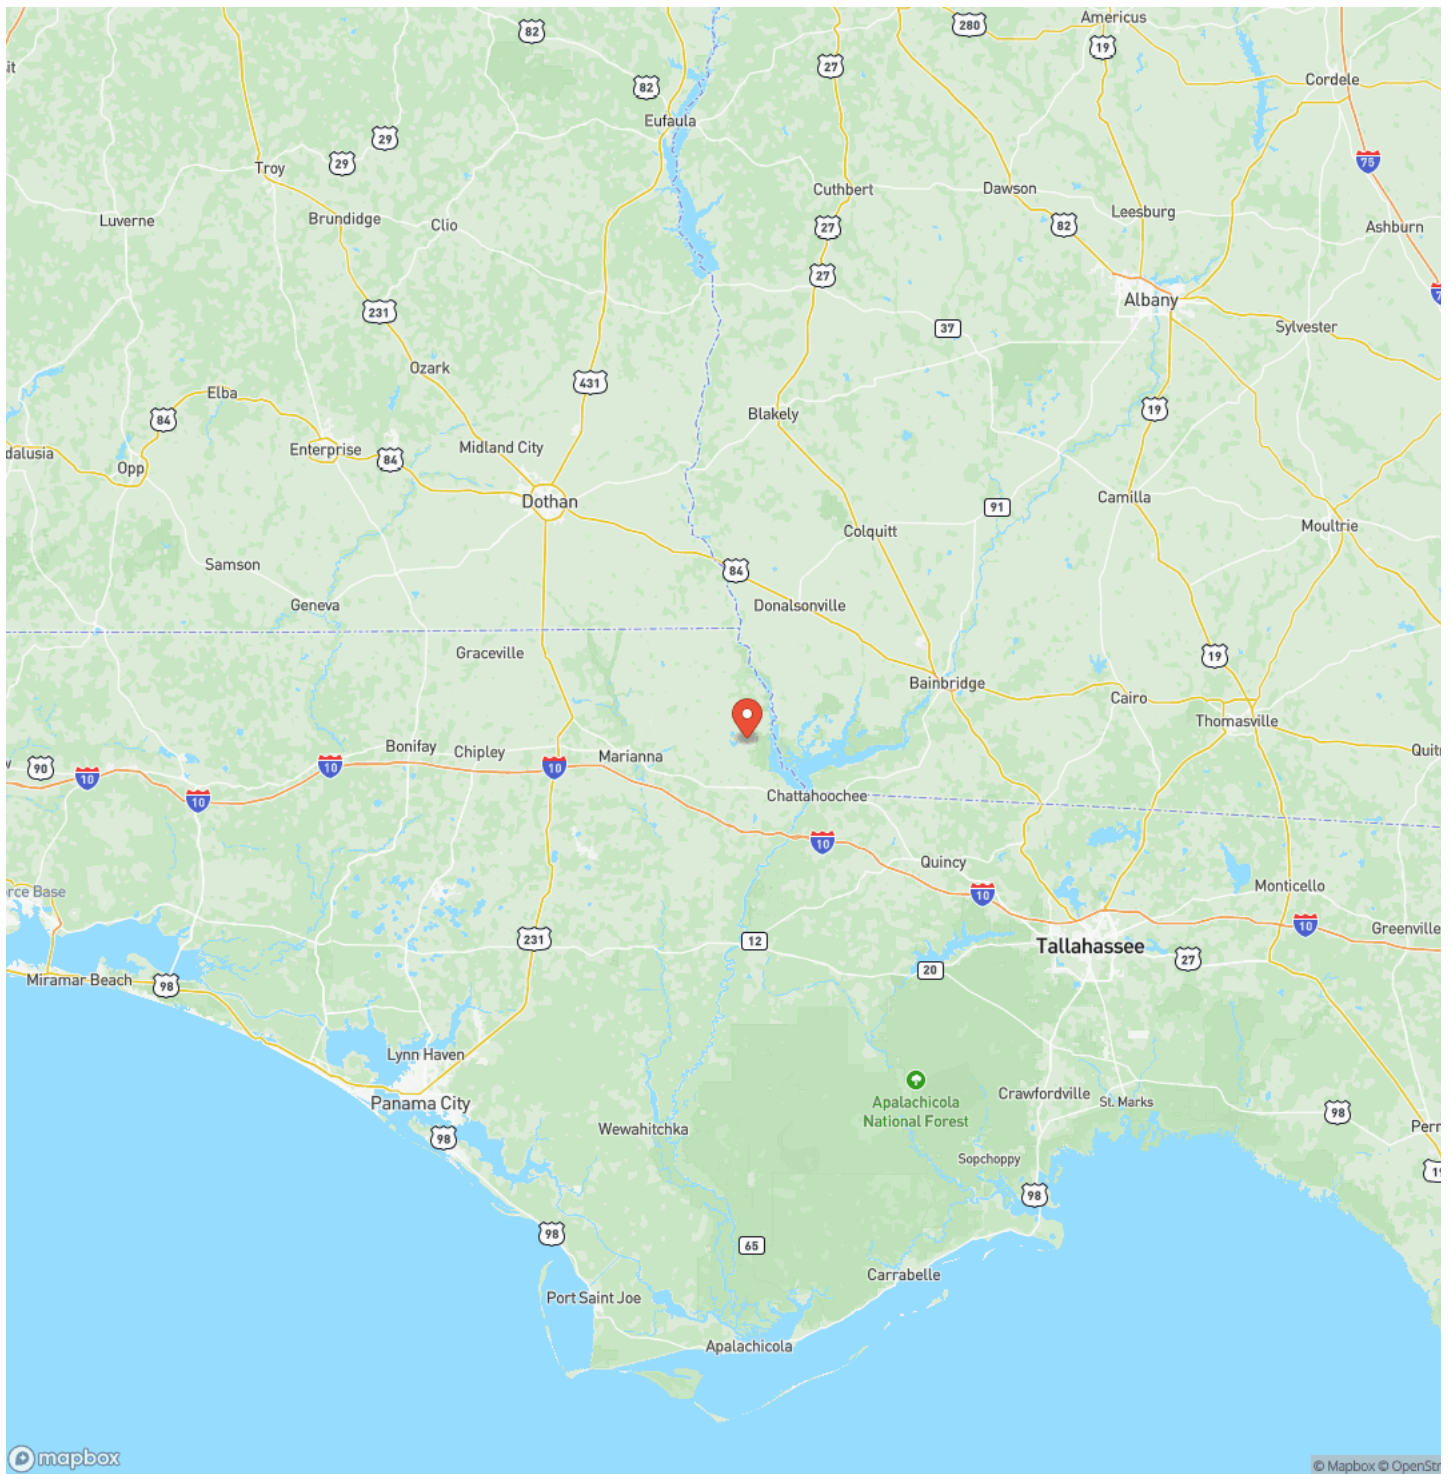 82
280
Americus
19
27
82
Cordele
Eufaula
29
29
Troy
75
Cuthbert
Dawson
Leesburg
Brundidge
Clio
Luverne
27
82
Ashburn
27
Albany
231
37
Sylvester
Ozark
431
Elba
84
Blakely
19
Enterprise
84
Midland City
dalusia
Opp
Dothan
Camilla
91
Moultrie
Colquitt
Samson
84
Geneva
Donalsonville
Graceville
19
Bainbridge
Cairo
Thomasville
Bonifay
Chipley
Marianna
Quit
90
10
10
10
10
Chattahoochee
10
Quincy
10
Monticello
rce Base
10
Greenville
231
12
Tallahassee
27
20
Miramar Beach
98
Lynn Haven
Panama City
Apalachicola
National Forest
Crawfordville
St. Marks
98
Perr
Wewahitchka
98
Sopchoppy
98
19
98
65
Carrabelle
Port Saint Joe
Apalachicola
mapbox
© Mapbox © OpenStr